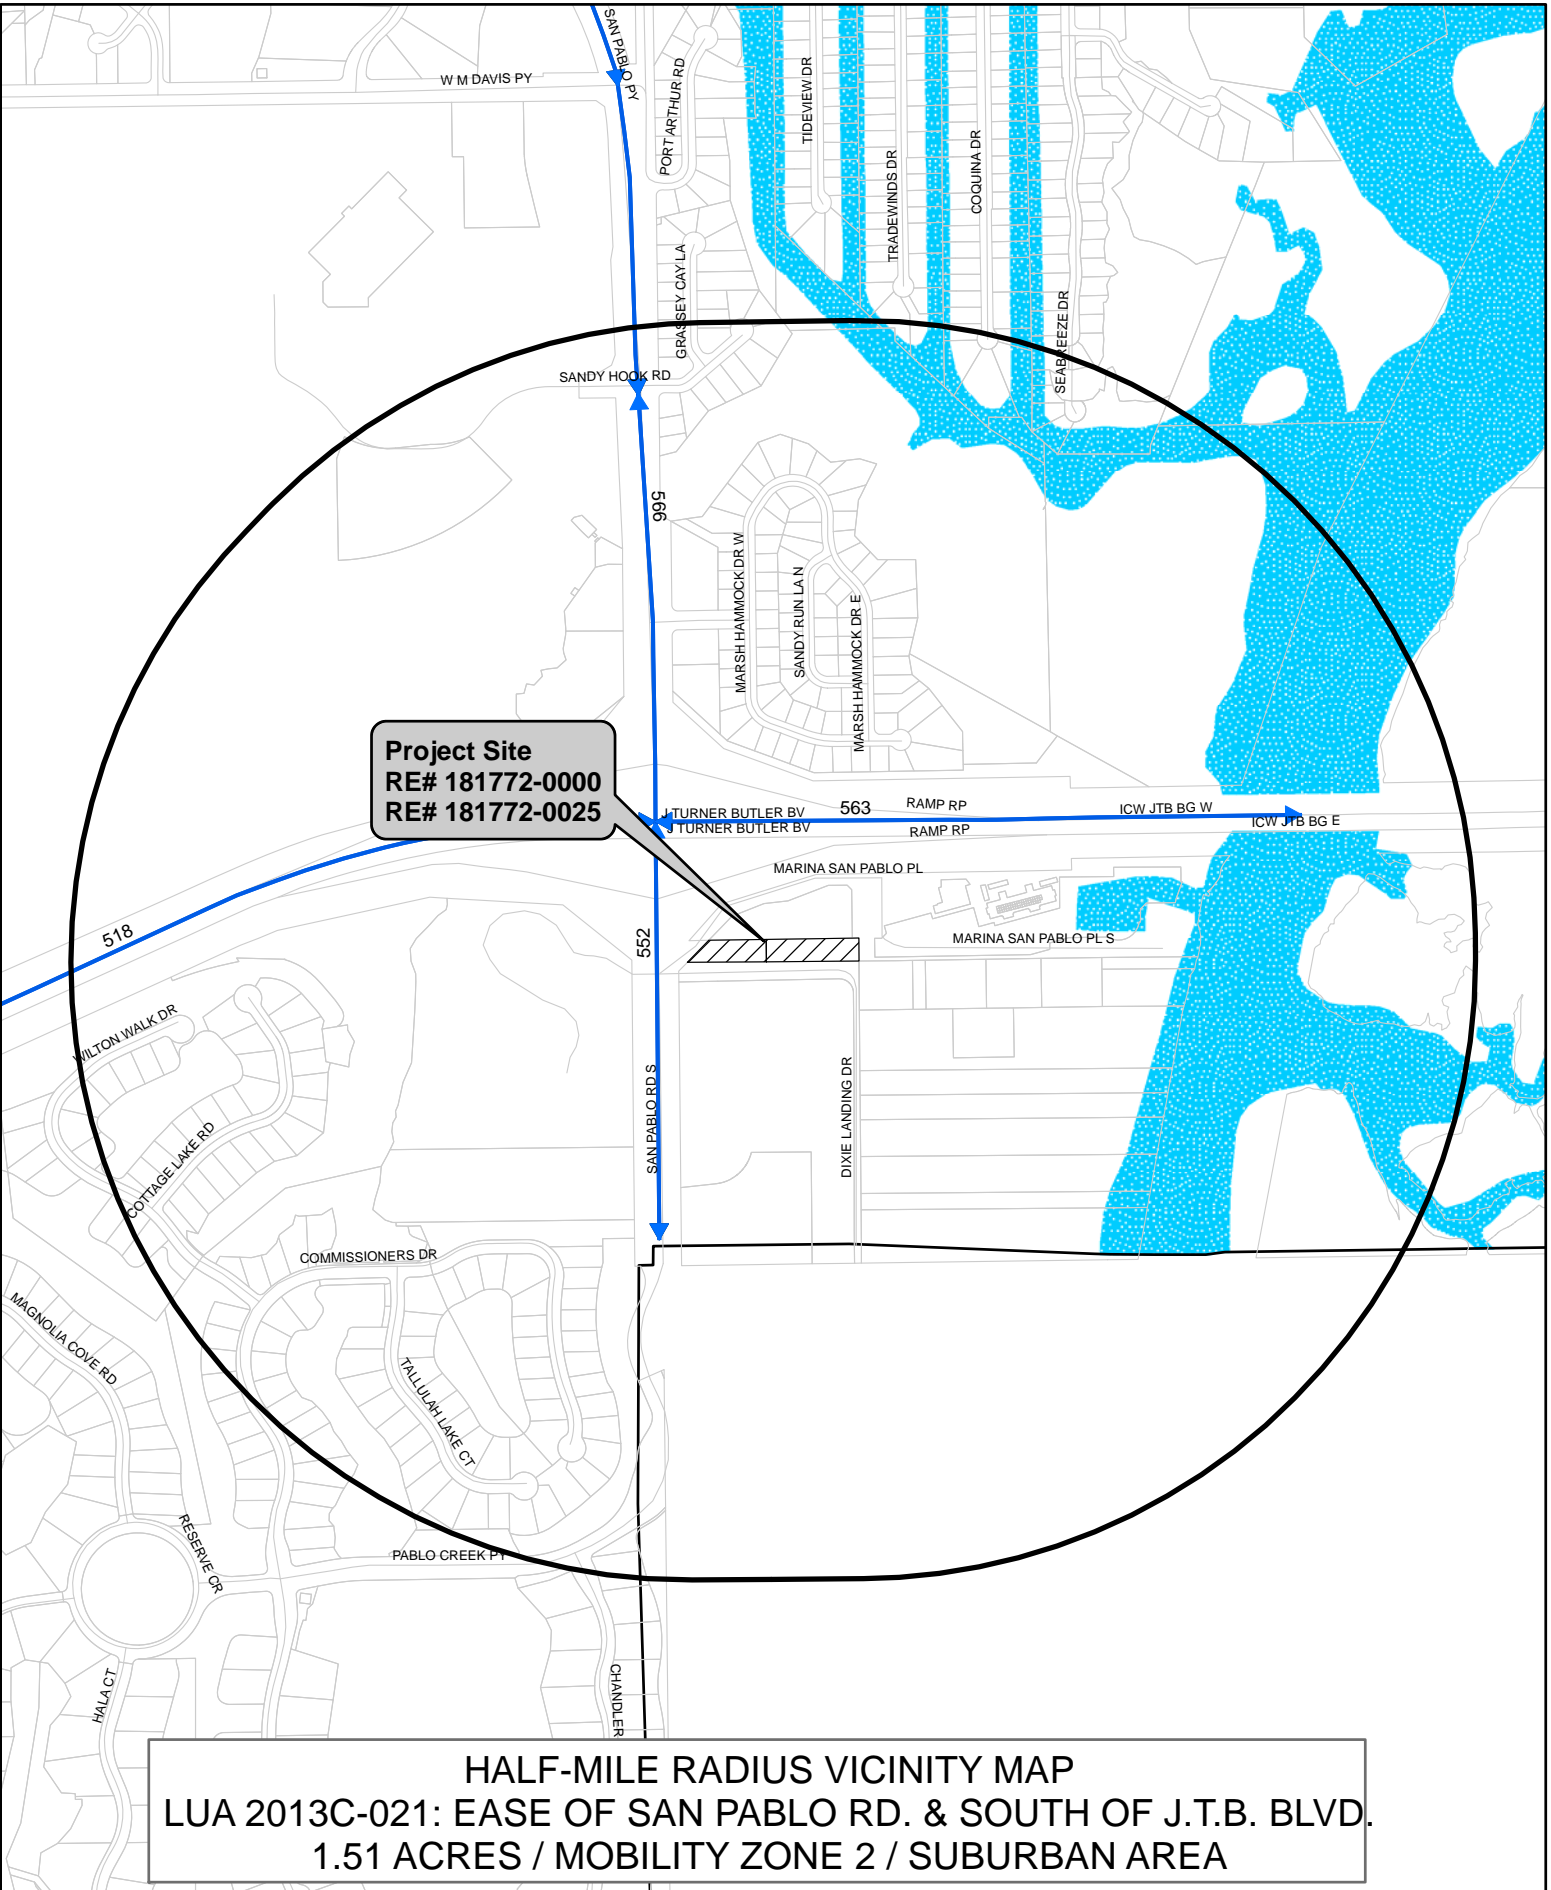 SAN PABLO PY
W M DAVIS PY
PORT ARTHUR RD
TIDEVIEW DR
TRADEWINDS DR
COQUINA DR
GRASSEY CAY LA
SEABREEZE DR
SANDY HOOK RD
566
MARSH HAMMOCK DR W
SANDY RUN LA N
MARSH HAMMOCK DR E
Project Site
RE# 181772-0000
RE# 181772-0025
J TURNER BUTLER BV
563
RAMP RP
ICW JTB BG W
J TURNER BUTLER BV
RAMP RP
ICW JTB BG E
MARINA SAN PABLO PL
518
552
MARINA SAN PABLO PL S
WILTON WALK DR
SAN PABLO RD S
DIXIE LANDING DR
COTTAGE LAKE RD
COMMISSIONERS DR
MAGNOLIA COVE RD
TALLULAH LAKE CT
RESERVE CR
PABLO CREEK PY
HALA CT
CHANDLER
HALF-MILE RADIUS VICINITY MAP
LUA 2013C-021: EASE OF SAN PABLO RD. & SOUTH OF J.T.B. BLVD.
1.51 ACRES / MOBILITY ZONE 2 / SUBURBAN AREA